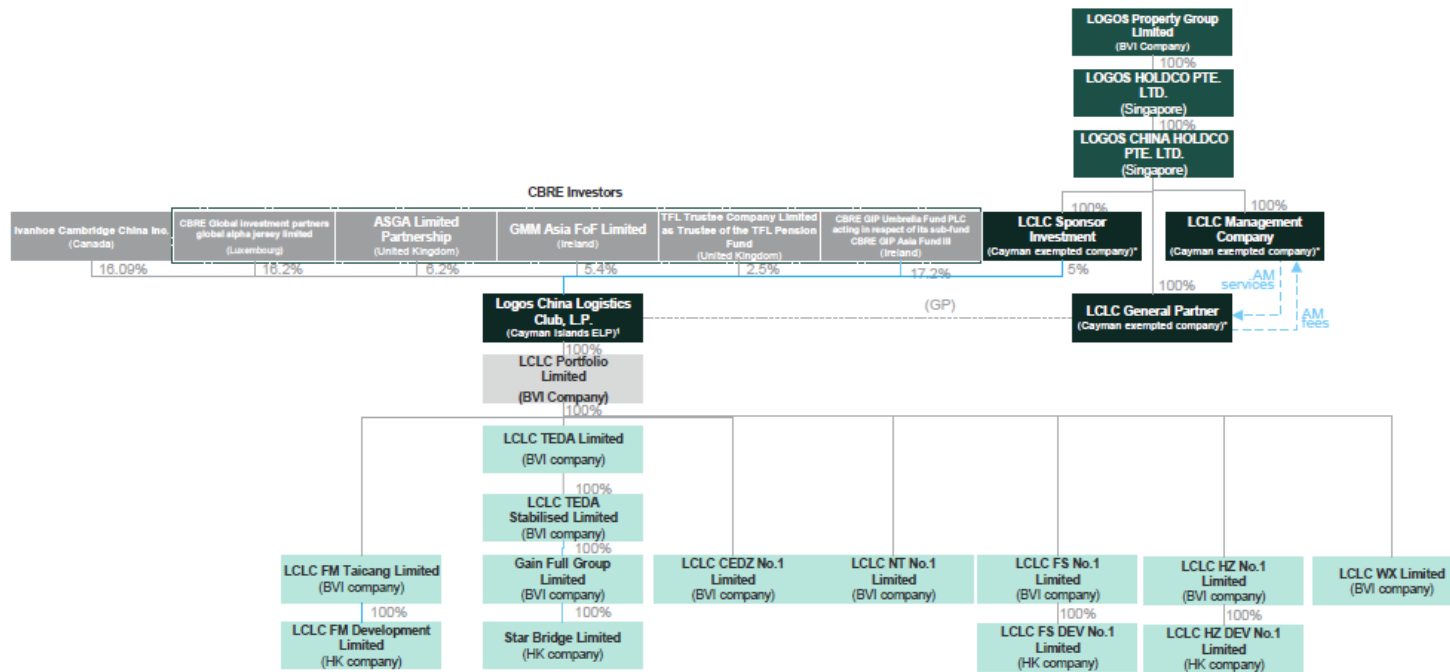 LOGOS Property Group
Limited
(BVI Company)
100%
LOGOS HOLDCO PTE.
LTD.
(Singapore)
100%
LOGOS CHINA HOLDCO
PTE. LTD.
(Singapore)
CBRE Investors
100%
100%
Ivanhoe Cambridge China Inc.
(Canada)
CBRE Global investment partners
global alpha jersey limited
(Luxembourg)
ASGA Limited
Partnership
(United Kingdom)
GMM Asia FoF Limited
(Ireland)
TFL Trustee Company Limited
as Trustee of the TFL Pension
Fund
(United Kingdom)
CBRE GIP Umbrella Fund PLC
acting in respect of its sub-fund
CBRE GIP Asia Fund III
(Ireland)
LCLC Sponsor
Investment
(Cayman exempted company)*
LCLC Management
Company
(Cayman exempted company)*
16.09%
16.2%
6.2%
5.4%
2.5%
17.2%
5%
AM
services
100%
Logos China Logistics
Club, L.P.
(Cayman Islands ELP)¹
(GP)
LCLC General Partner
(Cayman exempted company)*
AM
fees
100%
LCLC Portfolio
Limited
(BVI Company)
100%
LCLC TEDA Limited
(BVI company)
100%
LCLC TEDA
Stabilised Limited
(BVI company)
100%
LCLC FM Taicang Limited
(BVI company)
Gain Full Group
Limited
(BVI company)
LCLC CEDZ No.1
Limited
(BVI company)
LCLC NT No.1
Limited
(BVI company)
LCLC FS No.1
Limited
(BVI company)
LCLC HZ No.1
Limited
(BVI company)
LCLC WX Limited
(BVI company)
100%
100%
100%
100%
LCLC FM Development
Limited
(HK company)
Star Bridge Limited
(HK company)
LCLC FS DEV No.1
Limited
(HK company)
LCLC HZ DEV No.1
Limited
(HK company)